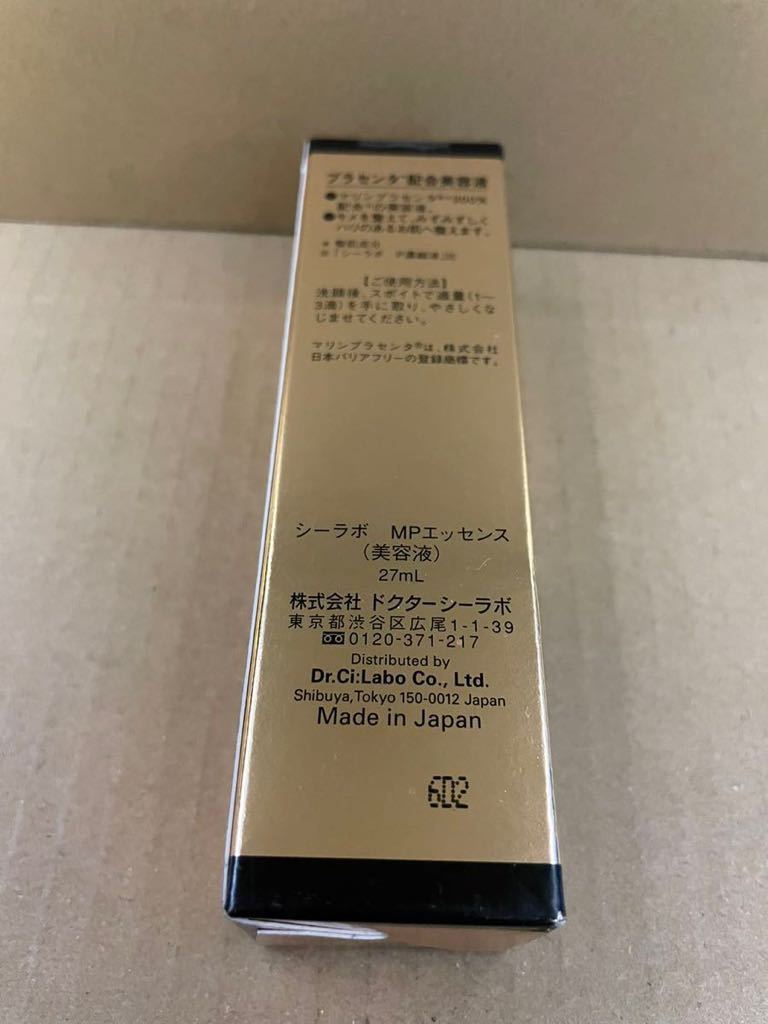 プラセンタ*配合美容液
●マリンプラセンタ®
配合の美容液。
●キメを整えて、みずみずしく
ハリのあるお肌へ整えます。
【ご使用方法】
洗顔後、スポイトで適量(1〜
3滴)を手に取り、やさしくな
じませてください。
マリンプラセンタ®は、株式会社
日本バリアフリーの登録商標です。
シーラボ MPエッセンス
(美容液)
27mL
株式会社 ドクターシーラボ
東京都渋谷区広尾1-1-39
0120-371-217
Distributed by
Dr.Ci:Labo Co., Ltd.
Shibuya,Tokyo 150-0012 Japan
Made in Japan
6D2